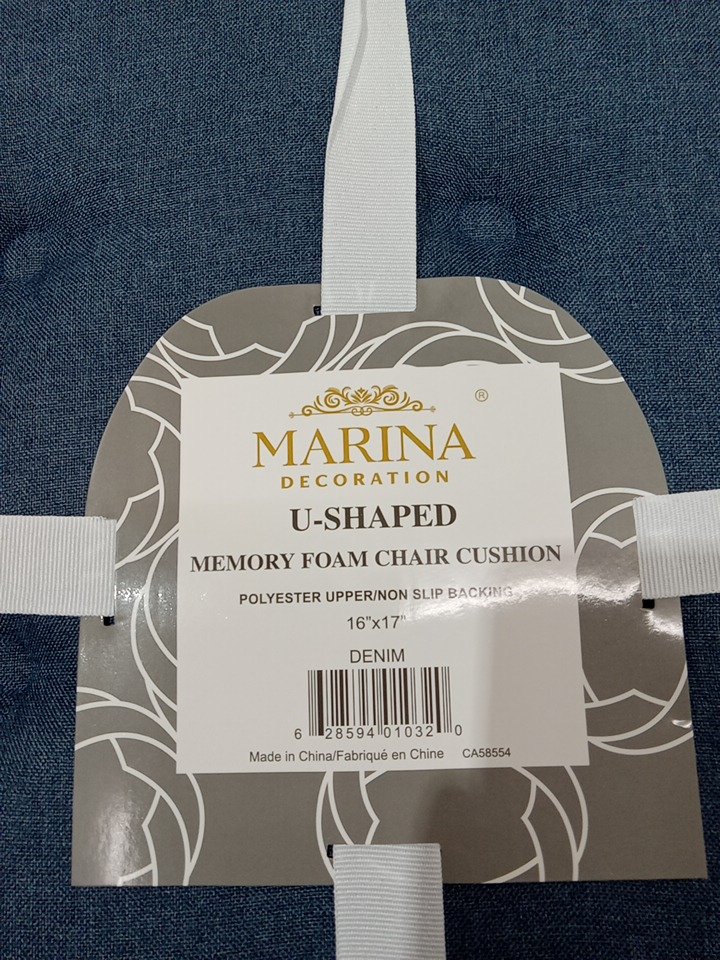 ®
MARINA
DECORATION
U-SHAPED
MEMORY FOAM CHAIR CUSHION
POLYESTER UPPER/NON SLIP BACKING
16"x17"
DENIM
6 28594 01032 0
Made in China/Fabriqué en Chine CA58554